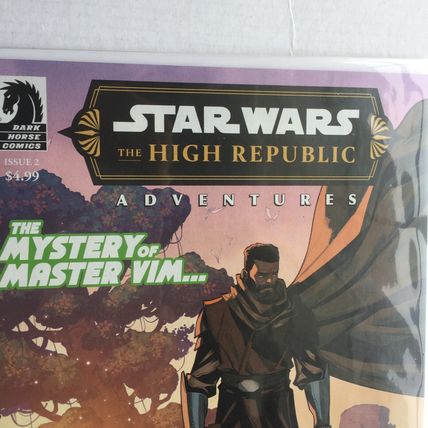 DARK
HORSE
COMICS
ISSUE 2
$4.99
STAR WARS
THE HIGH REPUBLIC
ADVENTURES
THE
MYSTERY OF
MASTER VIM...